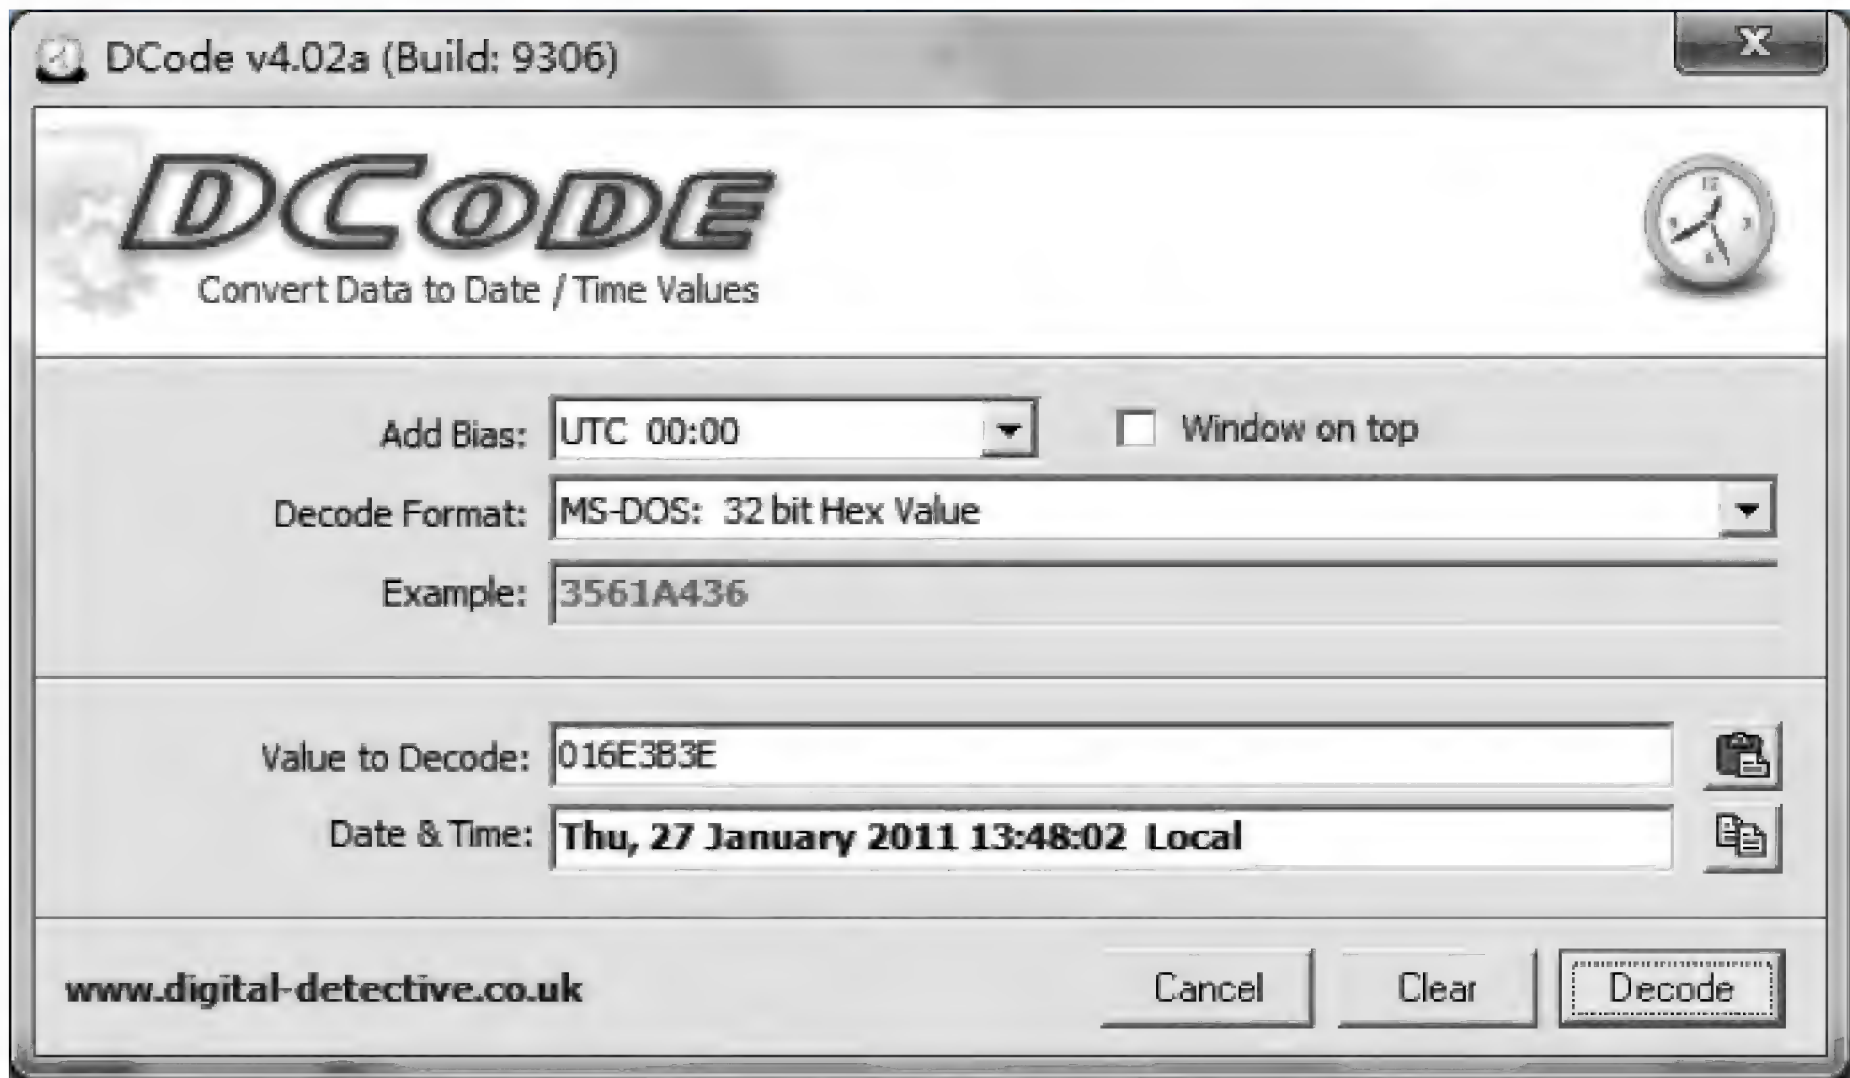 DCode v4.02a (Build: 9306)
X
DCODE
Convert Data to Date / Time Values
Add Bias: UTC 00:00 Window on top
Decode Format: MS-DOS: 32 bit Hex Value
Example: 3561A436
Value to Decode: 016E3B3E
Date & Time: Thu, 27 January 2011 13:48:02 Local
www.digital-detective.co.uk Cancel Clear Decode